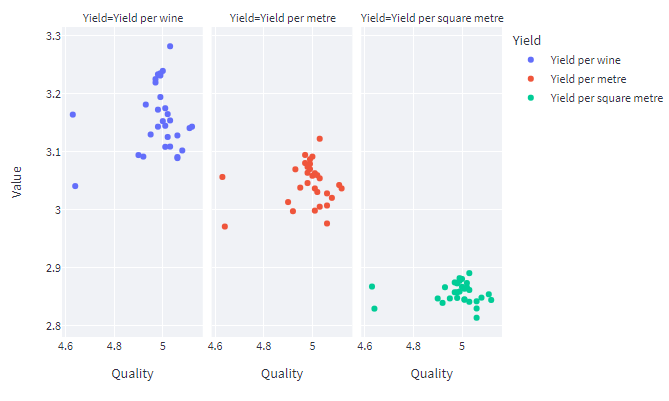 Yield=Yield per wine
Yield=Yield per metre
Yield=Yield per square metre
Yield
Yield per wine
Yield per metre
Yield per square metre
Value
3.3
3.2
3.1
3
2.9
2.8
4.6 4.8 5
4.6 4.8 5
4.6 4.8 5
Quality
Quality
Quality